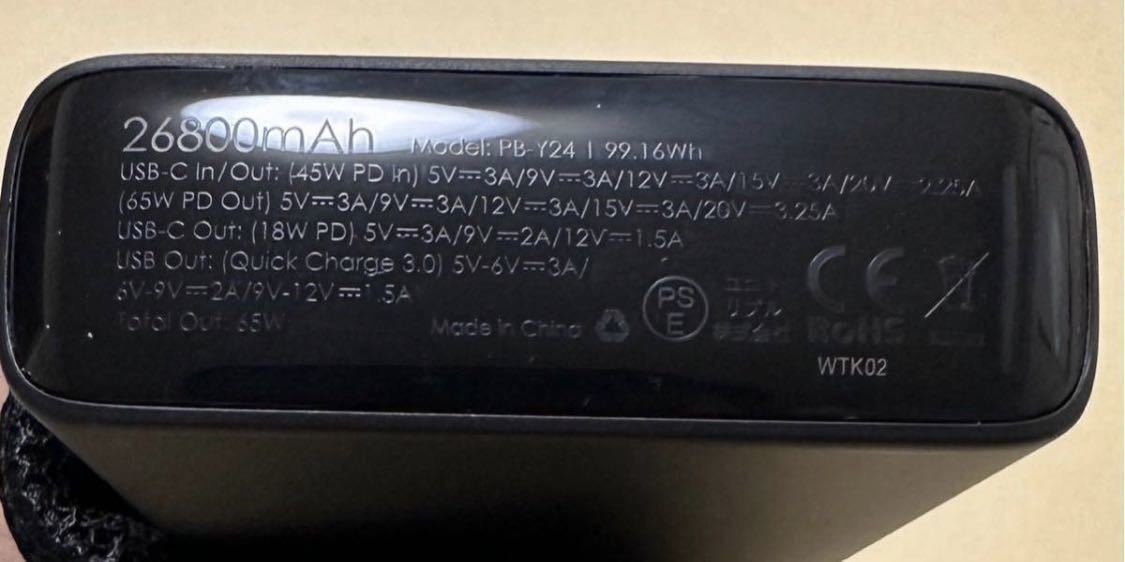 26800mAh Model: PB-Y24 | 99.16Wh
USB-C In/Out: (45W PD In) 5V⎓3A/9V⎓3A/12V⎓3A/15V⎓3A/20V⎓2.25A
(65W PD Out) 5V⎓3A/9V⎓3A/12V⎓3A/15V⎓3A/20V⎓3.25A
USB-C Out: (18W PD) 5V⎓3A/9V⎓2A/12V⎓1.5A
USB Out: (Quick Charge 3.0) 5V-6V⎓3A/
6V-9V⎓2A/9V-12V⎓1.5A
Total Out: 65W
Made in China
PS
E
リブル
CE
RoHS
WTK02